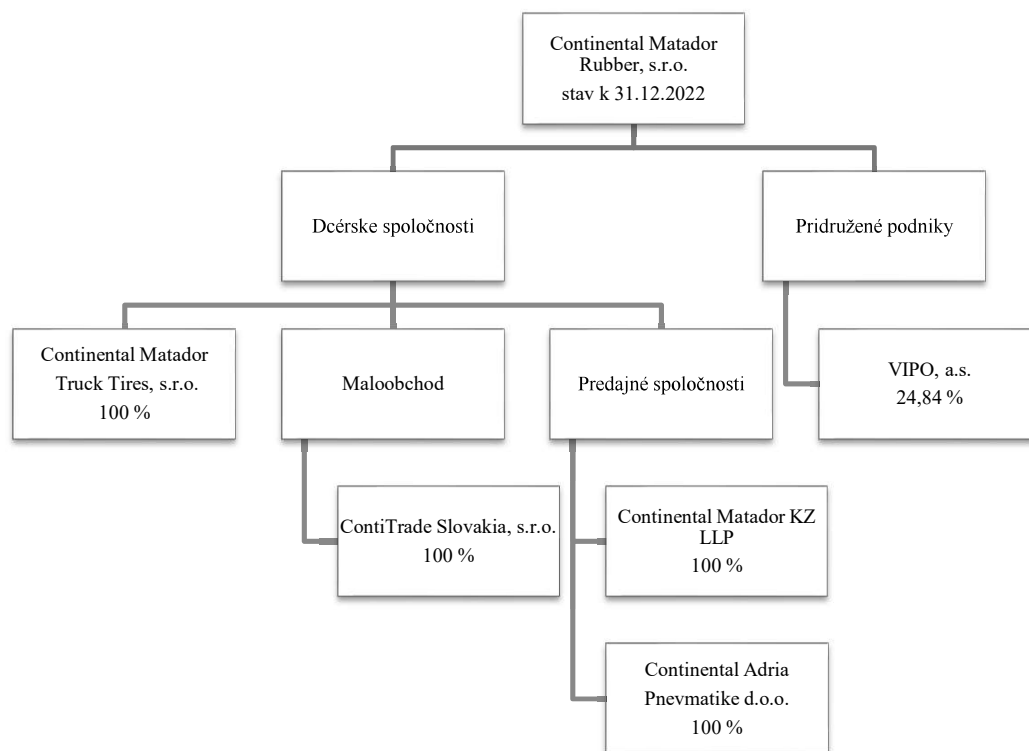 Continental Matador
Rubber, s.r.o.
stav k 31.12.2022
Dcérske spoločnosti
Pridružené podniky
Continental Matador
Truck Tires, s.r.o.
100 %
Maloobchod
Predajné spoločnosti
VIPO, a.s.
24,84 %
ContiTrade Slovakia, s.r.o.
100 %
Continental Matador KZ
LLP
100 %
Continental Adria
Pnevmatike d.o.o.
100 %